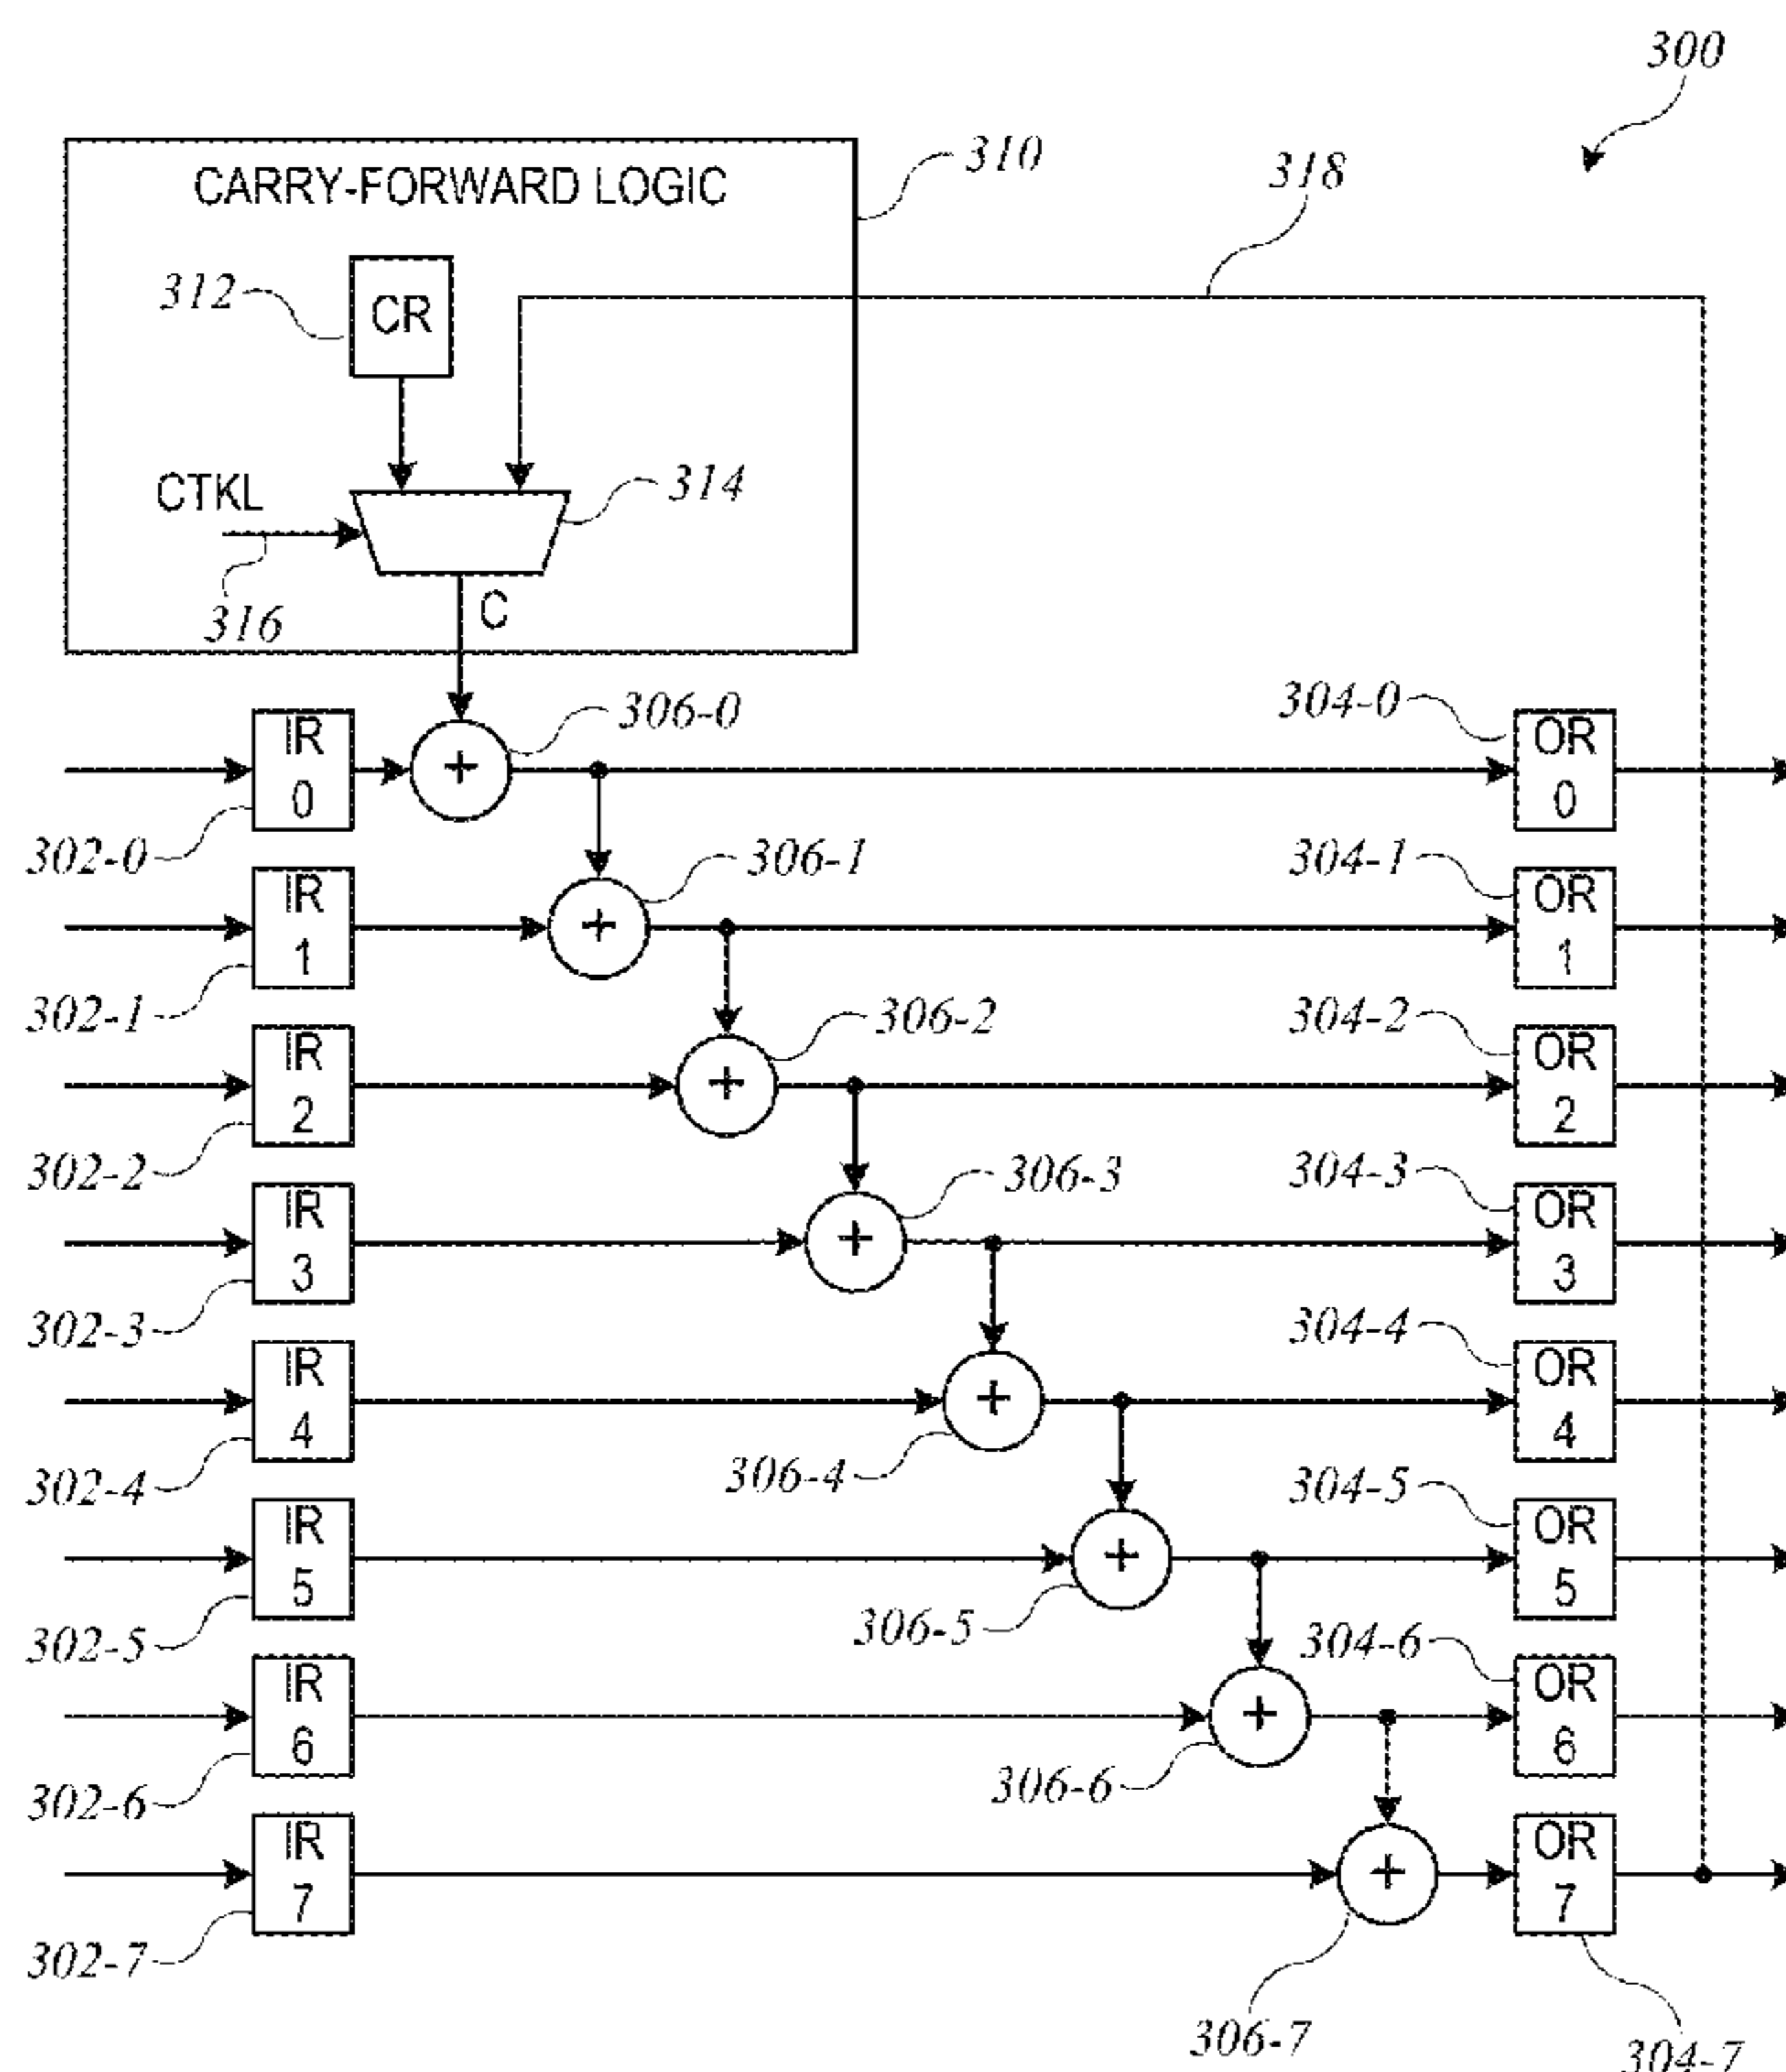 300
310
CARRY-FORWARD LOGIC
318
312
CR
CTKL
314
316
C
306-0
304-0
IR
0
+
OR
0
302-0
306-1
304-1
IR
1
+
OR
1
302-1
306-2
304-2
IR
2
+
OR
2
302-2
306-3
304-3
IR
3
+
OR
3
302-3
304-4
IR
4
+
OR
4
306-4
302-4
304-5
IR
5
+
OR
5
306-5
302-5
304-6
IR
6
+
OR
6
306-6
302-6
IR
7
+
OR
7
302-7
306-7
304-7